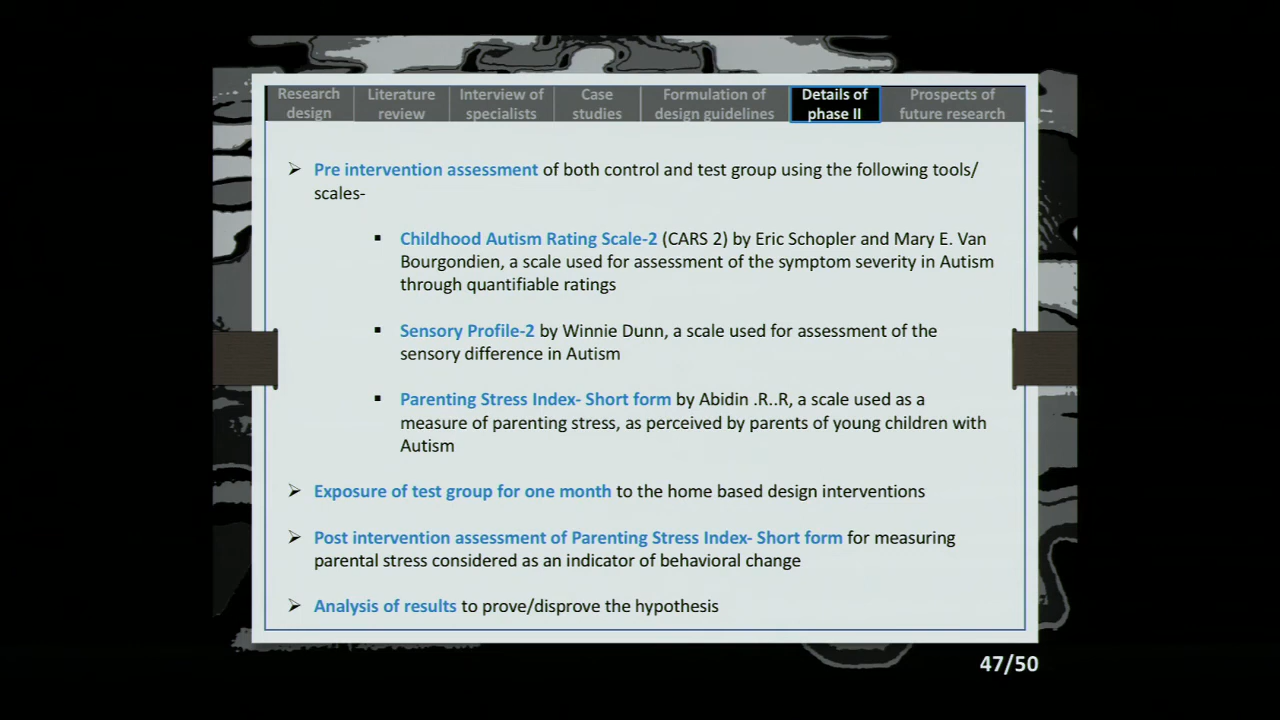 Research design
Literature review
Interview of specialists
Case studies
Formulation of design guidelines
Details of phase II
Prospects of future research
➢ Pre intervention assessment of both control and test group using the following tools/
scales-
▪ Childhood Autism Rating Scale-2 (CARS 2) by Eric Schopler and Mary E. Van
Bourgondien, a scale used for assessment of the symptom severity in Autism
through quantifiable ratings
▪ Sensory Profile-2 by Winnie Dunn, a scale used for assessment of the
sensory difference in Autism
▪ Parenting Stress Index- Short form by Abidin .R..R, a scale used as a
measure of parenting stress, as perceived by parents of young children with
Autism
➢ Exposure of test group for one month to the home based design interventions
➢ Post intervention assessment of Parenting Stress Index- Short form for measuring
parental stress considered as an indicator of behavioral change
➢ Analysis of results to prove/disprove the hypothesis
47/50